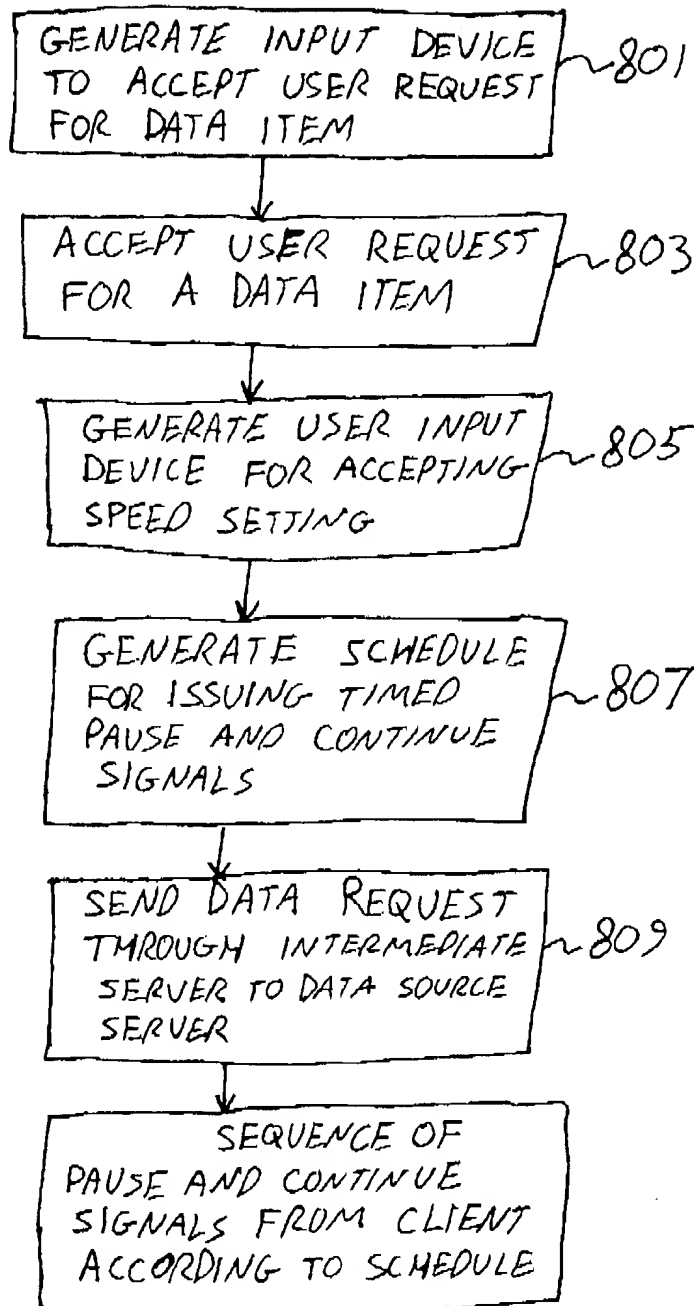 GENERATE INPUT DEVICE
TO ACCEPT USER REQUEST
FOR DATA ITEM
801
ACCEPT USER REQUEST
FOR A DATA ITEM
803
GENERATE USER INPUT
DEVICE FOR ACCEPTING
SPEED SETTING
805
GENERATE SCHEDULE
FOR ISSUING TIMED
PAUSE AND CONTINUE
SIGNALS
807
SEND DATA REQUEST
THROUGH INTERMEDIATE
SERVER TO DATA SOURCE
SERVER
809
SEQUENCE OF
PAUSE AND CONTINUE
SIGNALS FROM CLIENT
ACCORDING TO SCHEDULE